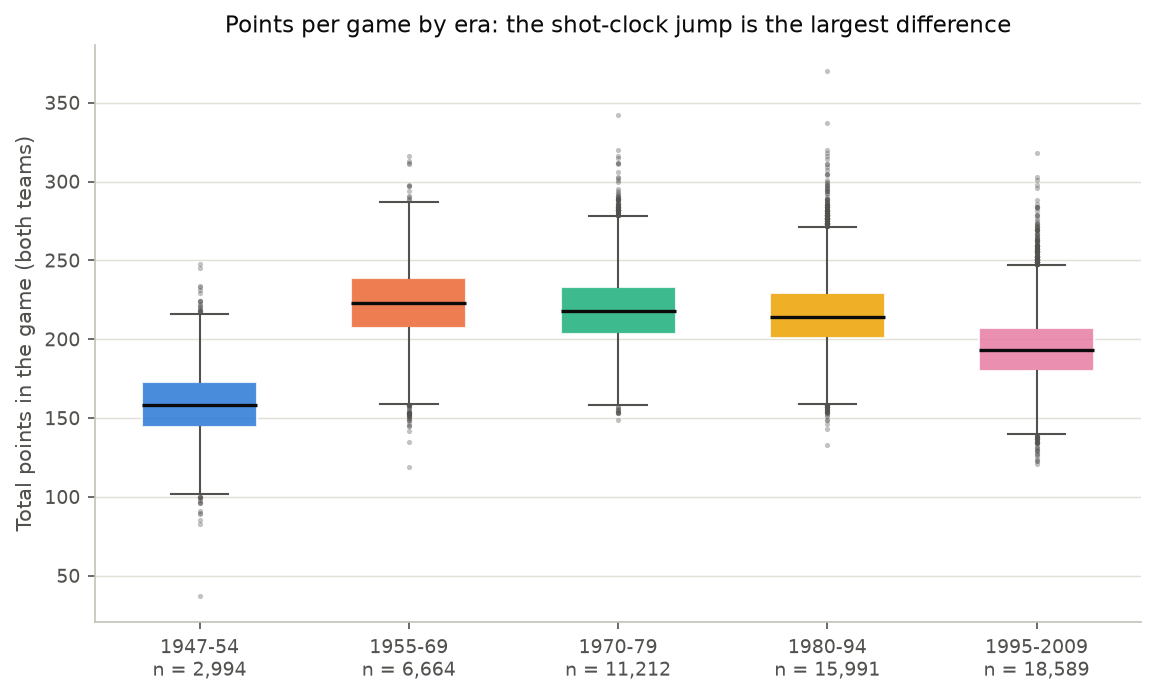 Points per game by era: the shot-clock jump is the largest difference
Total points in the game (both teams)
350
300
250
200
150
100
50
1947-54
n = 2,994
1955-69
n = 6,664
1970-79
n = 11,212
1980-94
n = 15,991
1995-2009
n = 18,589